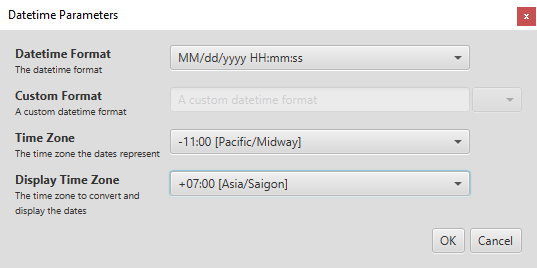 Datetime Parameters
x
Datetime Format
The datetime format
MM/dd/yyyy HH:mm:ss
Custom Format
A custom datetime format
A custom datetime format
Time Zone
The time zone the dates represent
-11:00 [Pacific/Midway]
Display Time Zone
The time zone to convert and
display the dates
+07:00 [Asia/Saigon]
OK
Cancel